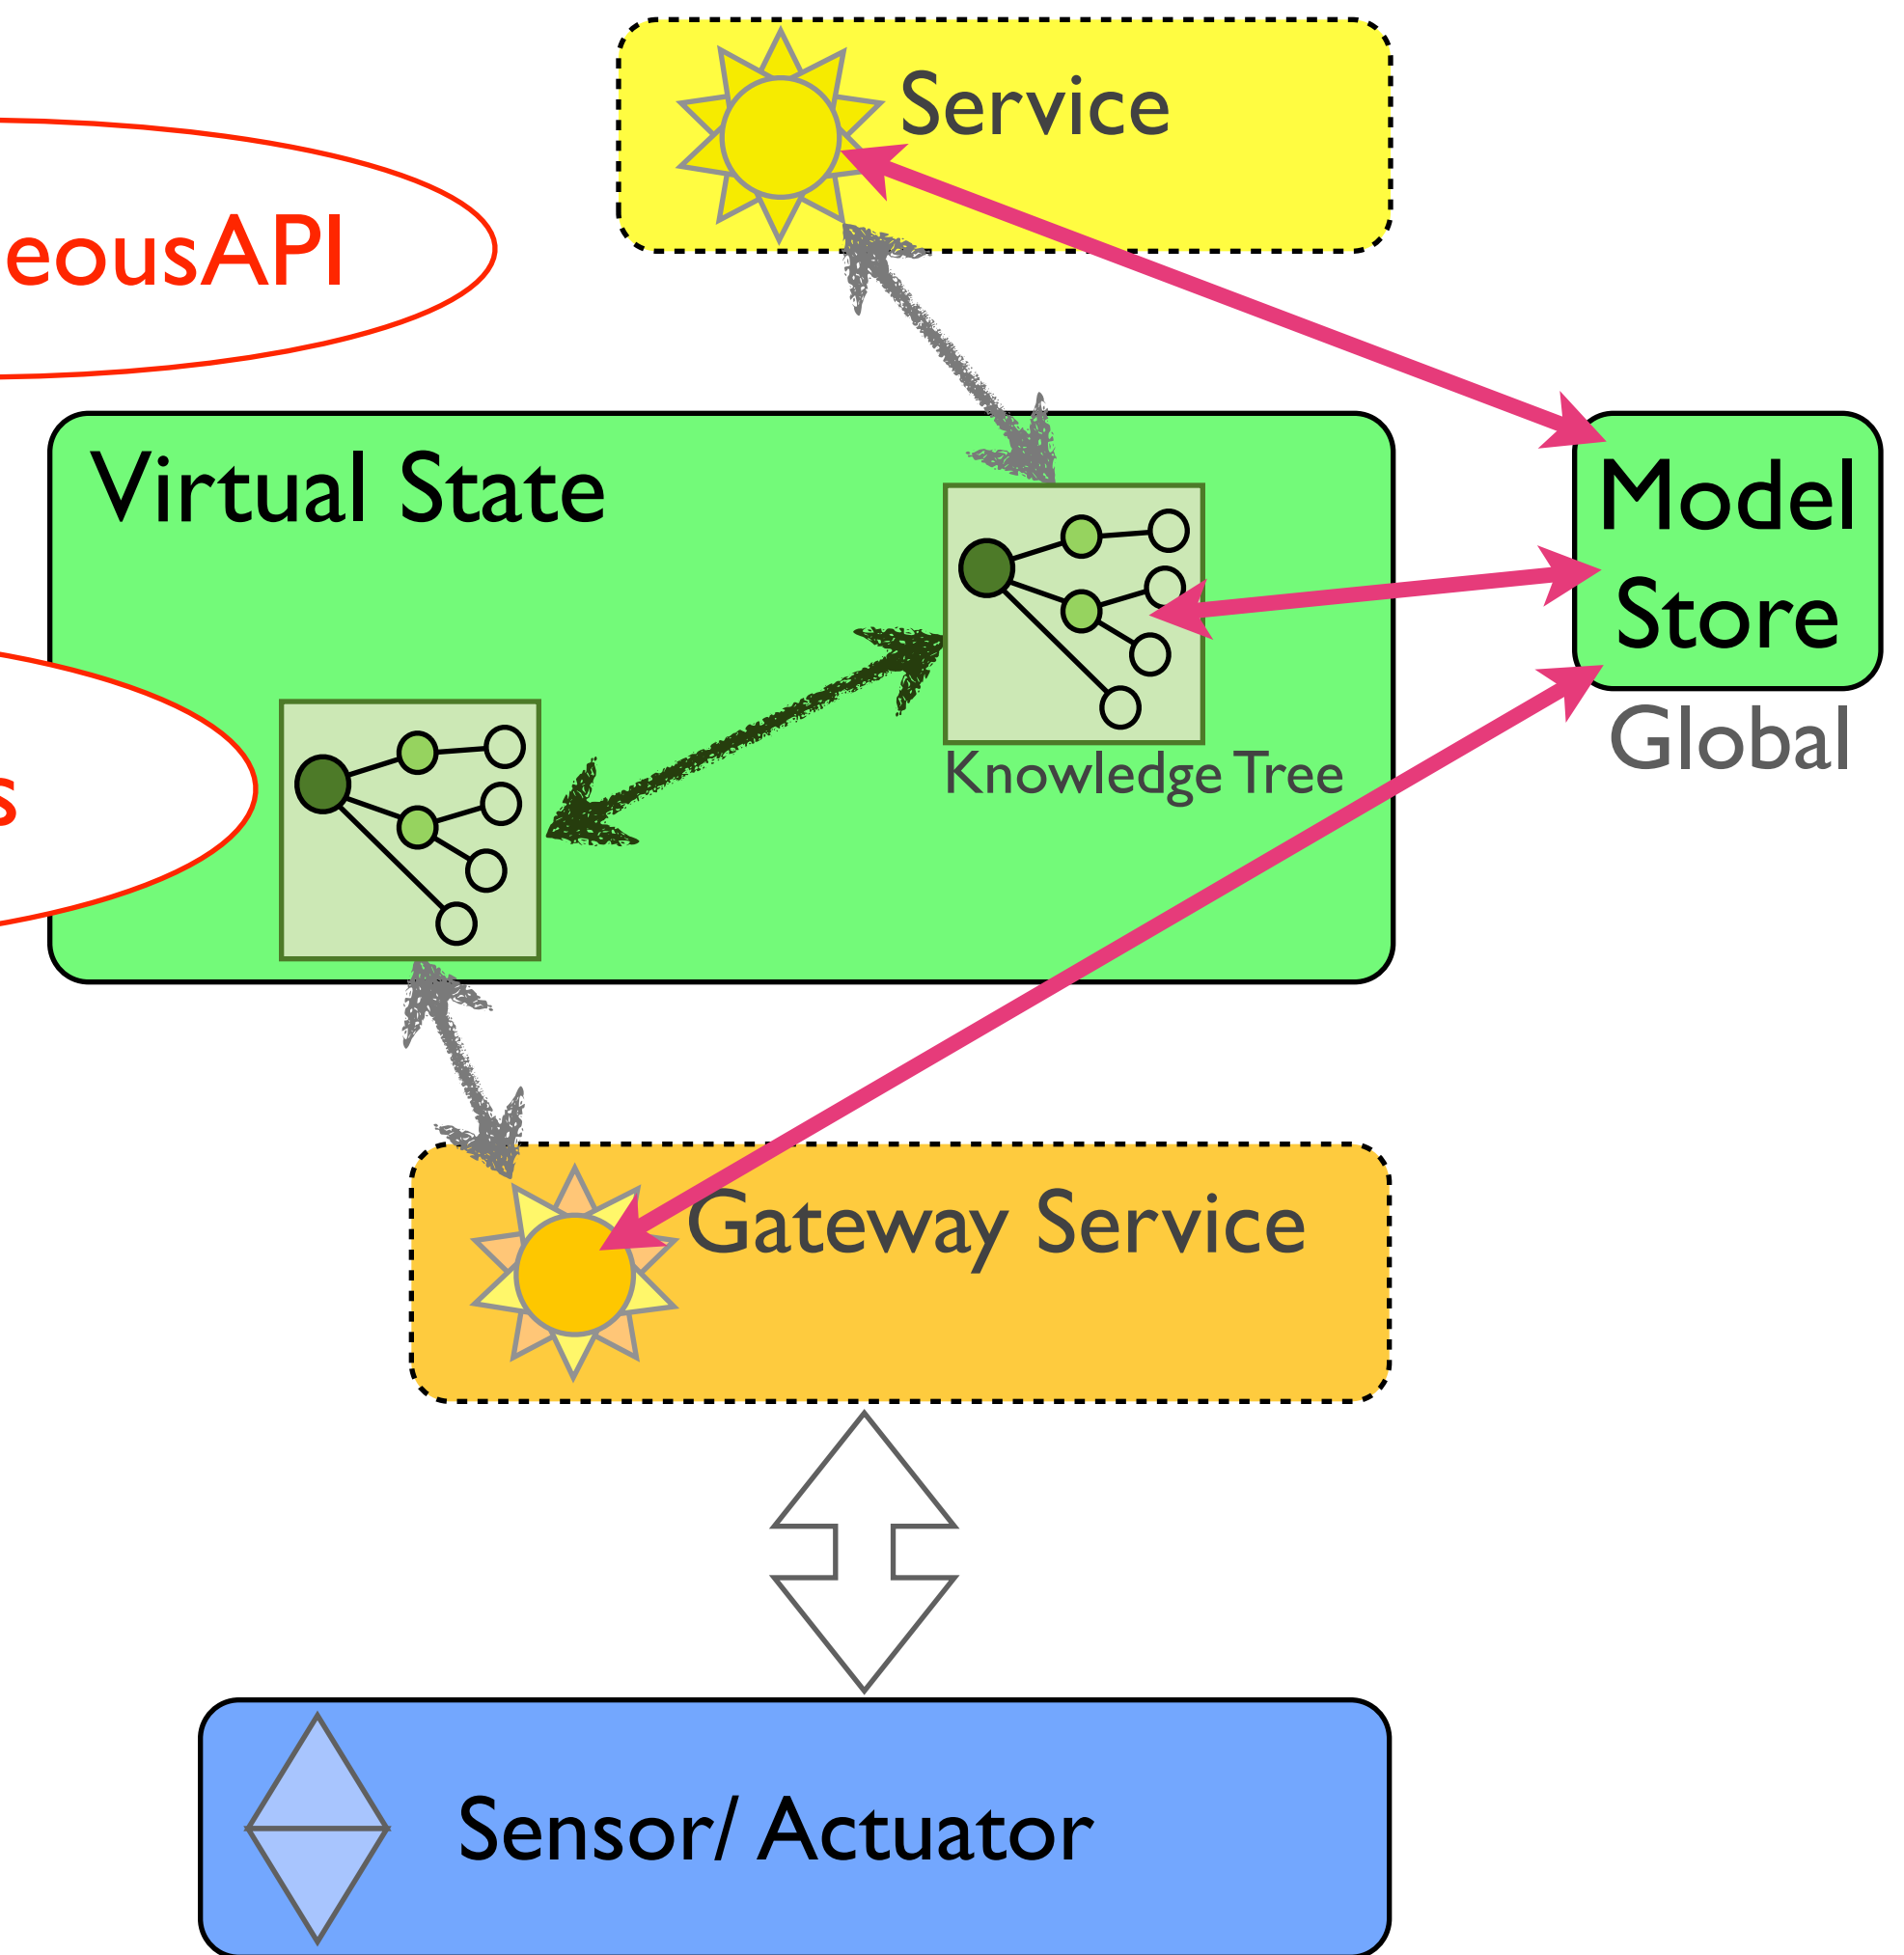 Service
eousAPI
Virtual State
Model
Store
Global
Knowledge Tree
s
Gateway Service
Sensor/ Actuator